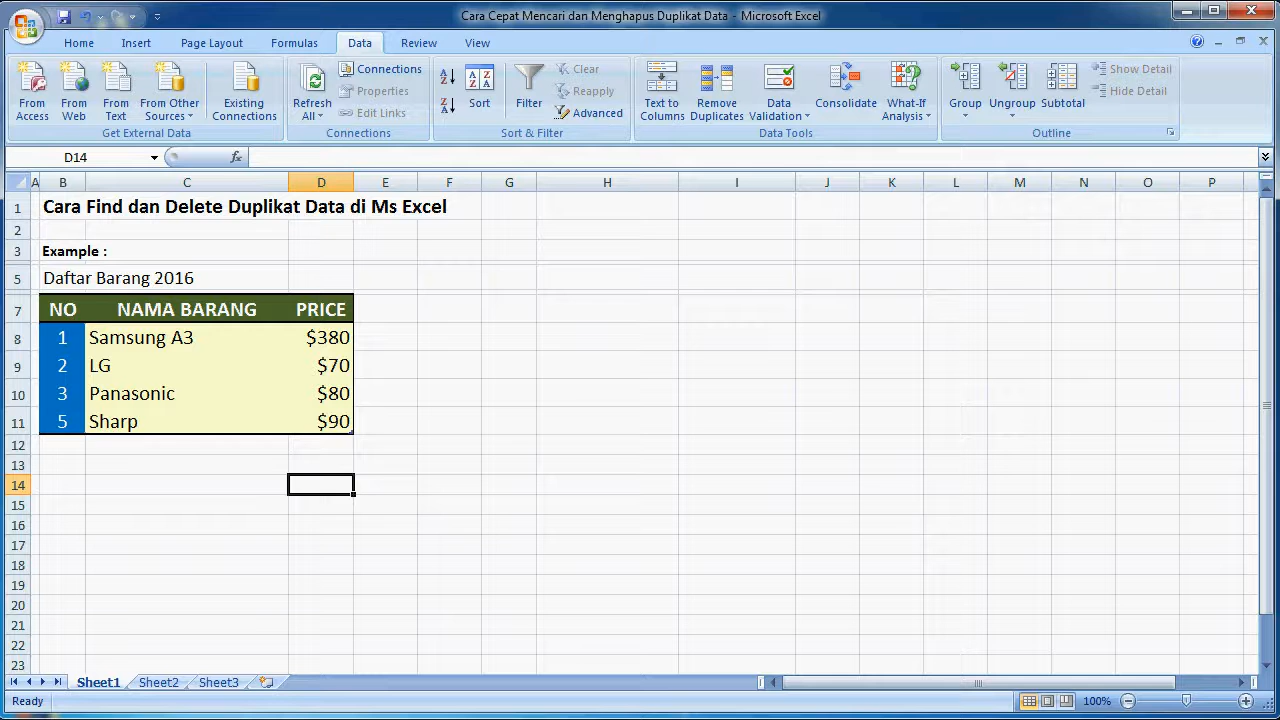 Cara Cepat Mencari dan Menghapus Duplikat Data - Microsoft Excel
Home Insert Page Layout Formulas Data Review View
From Access
From Web
From Text
From Other Sources
Existing Connections
Get External Data
Refresh All
Connections
Properties
Edit Links
Connections
Sort
Filter
Clear
Reapply
Advanced
Sort & Filter
Text to Columns
Remove Duplicates
Data Validation
Consolidate
What-If Analysis
Data Tools
Group
Ungroup
Subtotal
Show Detail
Hide Detail
Outline
D14 fx
A B C D E F G H I J K L M N O P
1 Cara Find dan Delete Duplikat Data di Ms Excel
2
3 Example :
5 Daftar Barang 2016
7 NO NAMA BARANG PRICE
8 1 Samsung A3 $380
9 2 LG $70
10 3 Panasonic $80
11 5 Sharp $90
12
13
14
15
16
17
18
19
20
21
22
23
Sheet1 Sheet2 Sheet3
Ready 100%